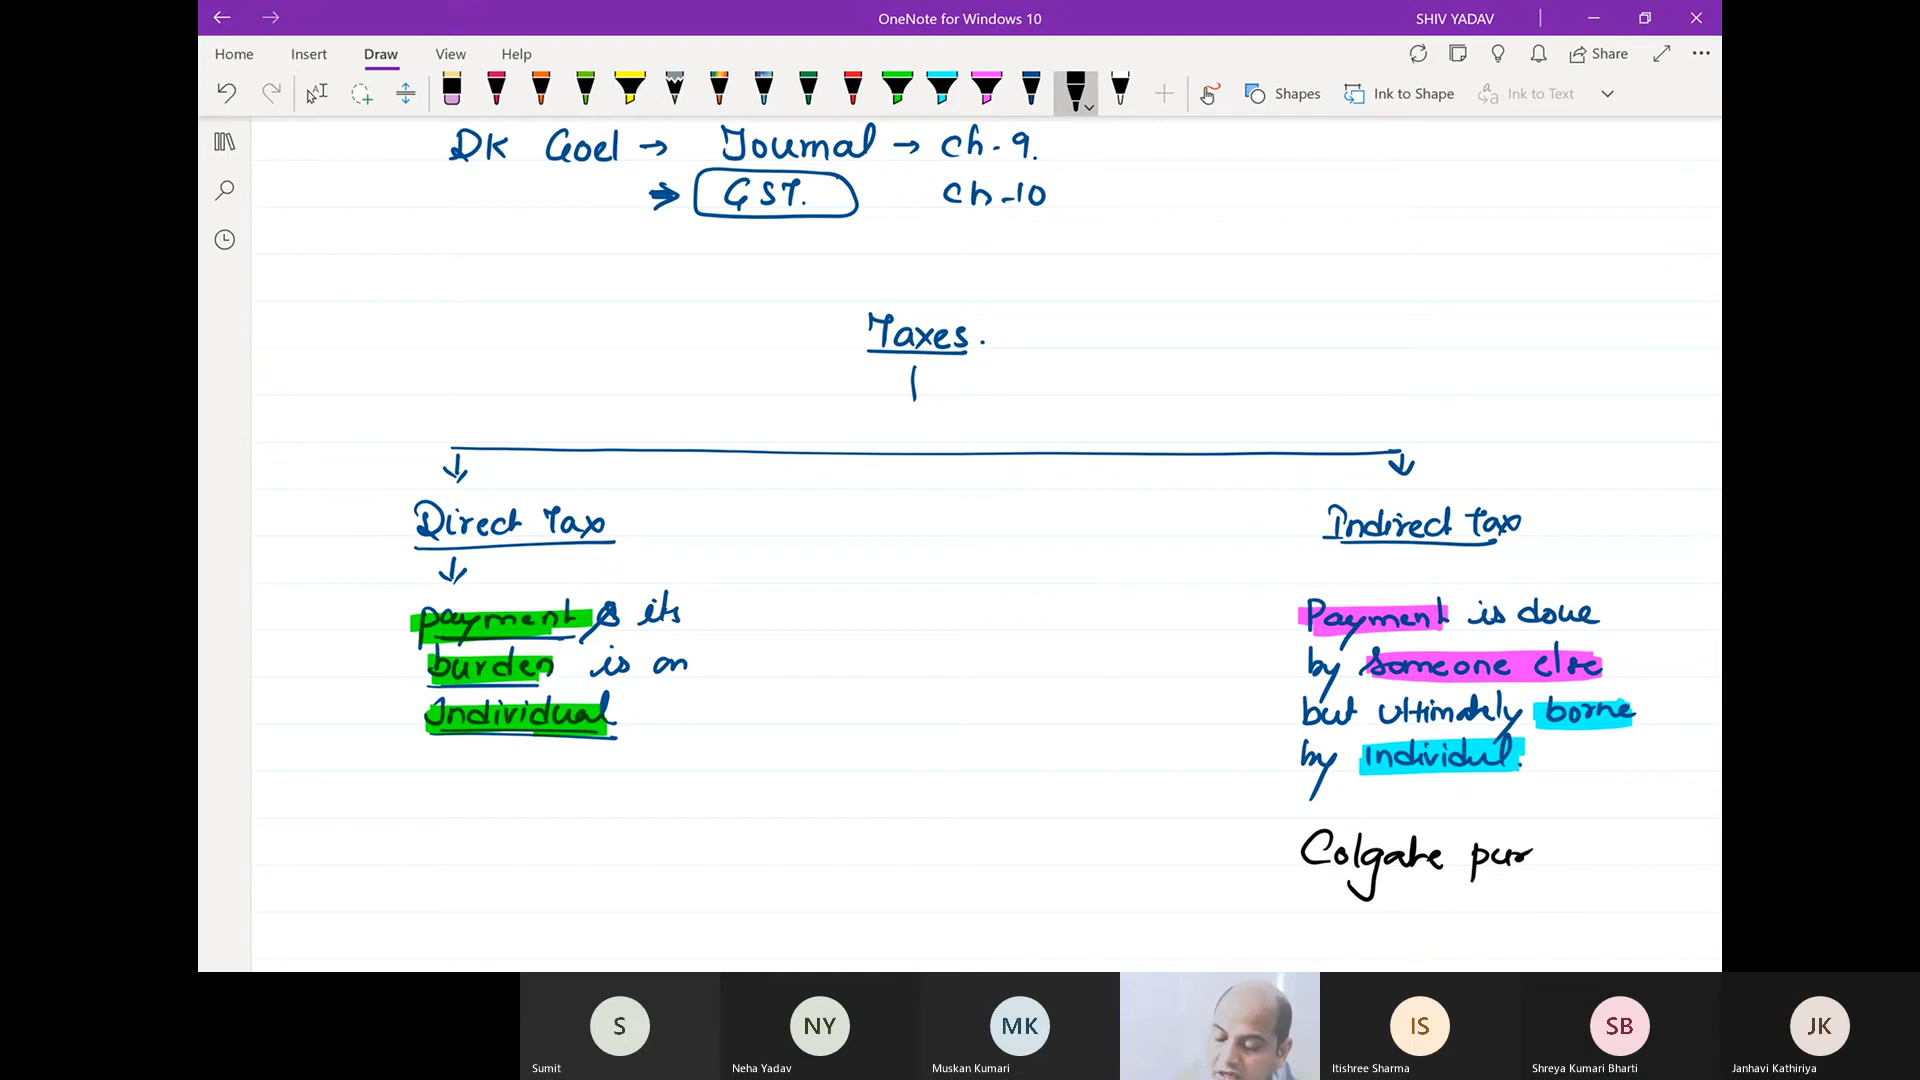 OneNote for Windows 10
SHIV YADAV
Home Insert Draw View Help
Share
Shapes Ink to Shape Ink to Text
DK Goel → Journal → Ch-9.
→ GST. Ch-10
Taxes.
Direct Tax
Indirect Tax
payment & its
burden is on
Individual
Payment is done
by someone else
but ultimately borne
by individul.
Colgate pur
S NY MK IS SB JK
Sumit Neha Yadav Muskan Kumari Itishree Sharma Shreya Kumari Bharti Janhavi Kathiriya